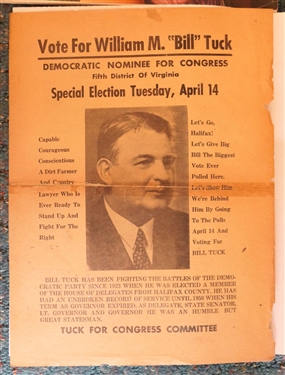 Vote For William M. "Bill" Tuck
DEMOCRATIC NOMINEE FOR CONGRESS
Fifth District Of Virginia
Special Election Tuesday, April 14
Capable
Courageous
Conscientious
A Dirt Farmer
And Country
Lawyer Who Is
Ever Ready To
Stand Up And
Fight For The
Right
Let's Go,
Halifax!
Let's Give Big
Bill The Biggest
Vote Ever
Polled Here.
Let's Show Him
We're Behind
Him By Going
To The Polls
April 14 And
Voting For
BILL TUCK
BILL TUCK HAS BEEN FIGHTING THE BATTLES OF THE DEMO-
CRATIC PARTY SINCE 1923 WHEN HE WAS ELECTED A MEMBER
OF THE HOUSE OF DELEGATES FROM HALIFAX COUNTY. HE HAS
HAD AN UNBROKEN RECORD OF SERVICE UNTIL 1950 WHEN HIS
TERM AS GOVERNOR EXPIRED. AS DELEGATE, STATE SENATOR,
LT. GOVERNOR AND GOVERNOR HE WAS AN HUMBLE BUT
GREAT STATESMAN.
TUCK FOR CONGRESS COMMITTEE